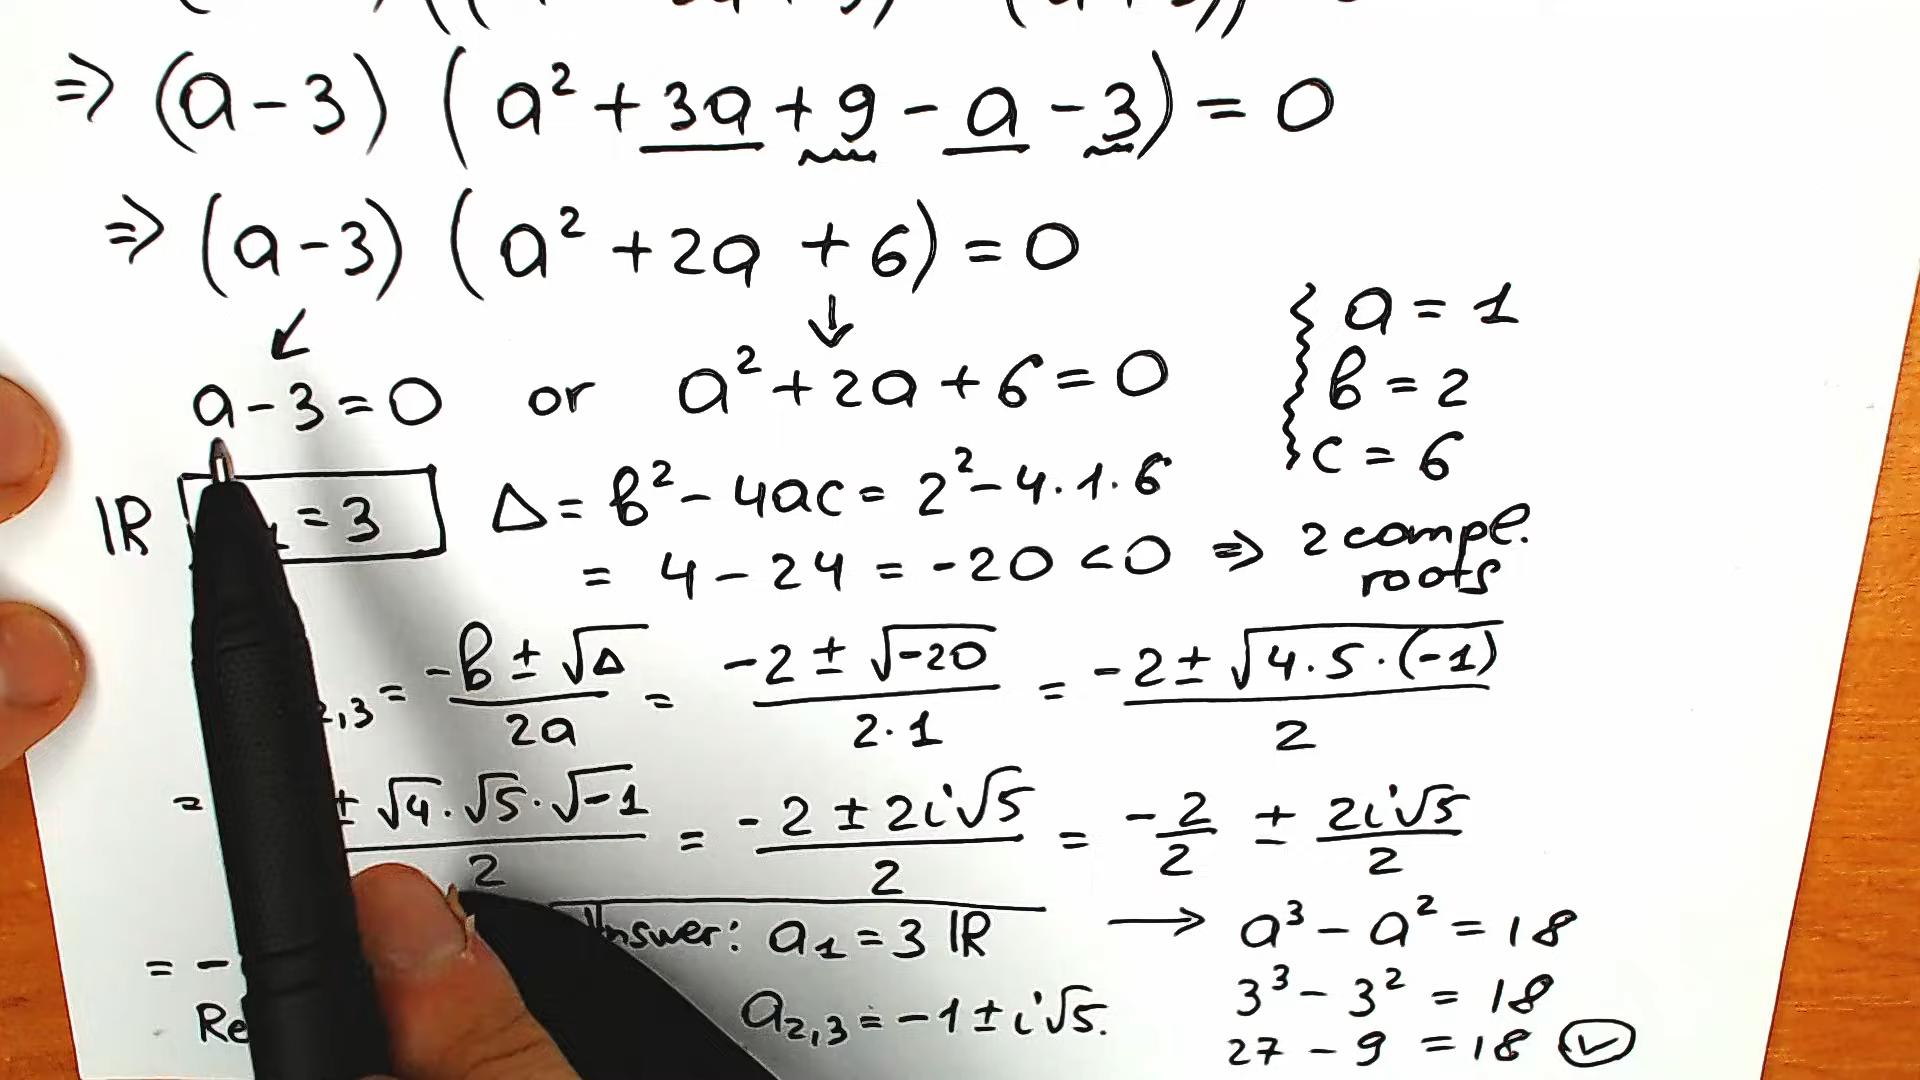 ⇒ (a-3) (a² + 3a + 9 - a - 3) = 0
⇒ (a-3) (a² + 2a + 6) = 0
↙ ↓
a-3=0 or a²+2a+6=0
{ a = 1
b = 2
c = 6
IR = 3
Δ = b² - 4ac = 2² - 4·1·6
= 4 - 24 = -20 < 0 ⇒ 2 compl. roots
2,3 = (-b ± √Δ)/2a = (-2 ± √-20)/2·1 = (-2 ± √4·5·(-1))/2
= ± √4·√5·√-1/2 = (-2 ± 2i√5)/2 = -2/2 ± 2i√5/2
= -
Answer: a₁ = 3 IR
a₂,₃ = -1 ± i√5.
→ a³ - a² = 18
3³ - 3² = 18
27 - 9 = 18 ✓